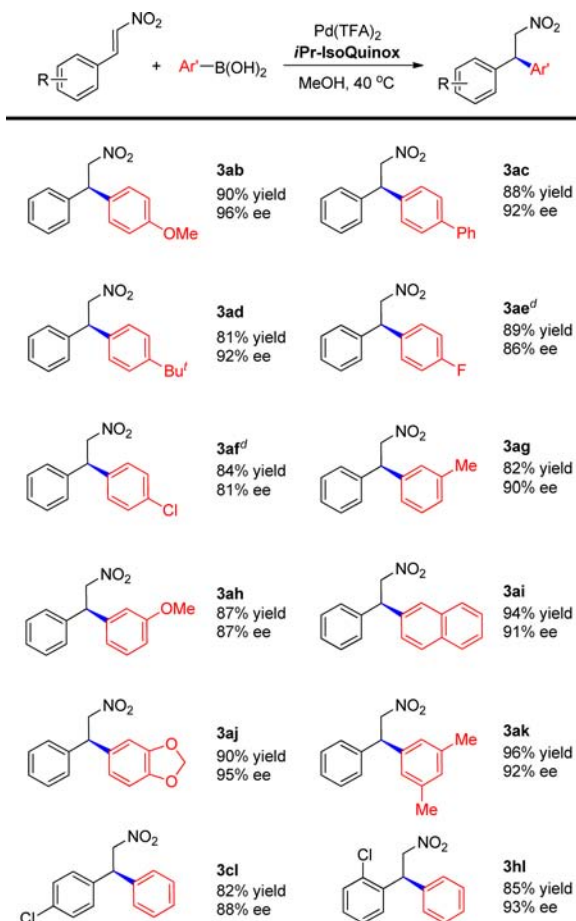 NO₂
R
+
Ar'
B(OH)₂
Pd(TFA)₂
iPr-IsoQuinox
MeOH, 40 °C
NO₂
R
Ar'
NO₂
OMe
3ab
90% yield
96% ee
NO₂
Ph
3ac
88% yield
92% ee
NO₂
Buᵗ
3ad
81% yield
92% ee
NO₂
F
3aeᵈ
89% yield
86% ee
NO₂
Cl
3afᵈ
84% yield
81% ee
NO₂
Me
3ag
82% yield
90% ee
NO₂
OMe
3ah
87% yield
87% ee
NO₂
3ai
94% yield
91% ee
NO₂
O
O
3aj
90% yield
95% ee
NO₂
Me
Me
3ak
96% yield
92% ee
NO₂
Cl
3cl
82% yield
88% ee
Cl
NO₂
3hl
85% yield
93% ee